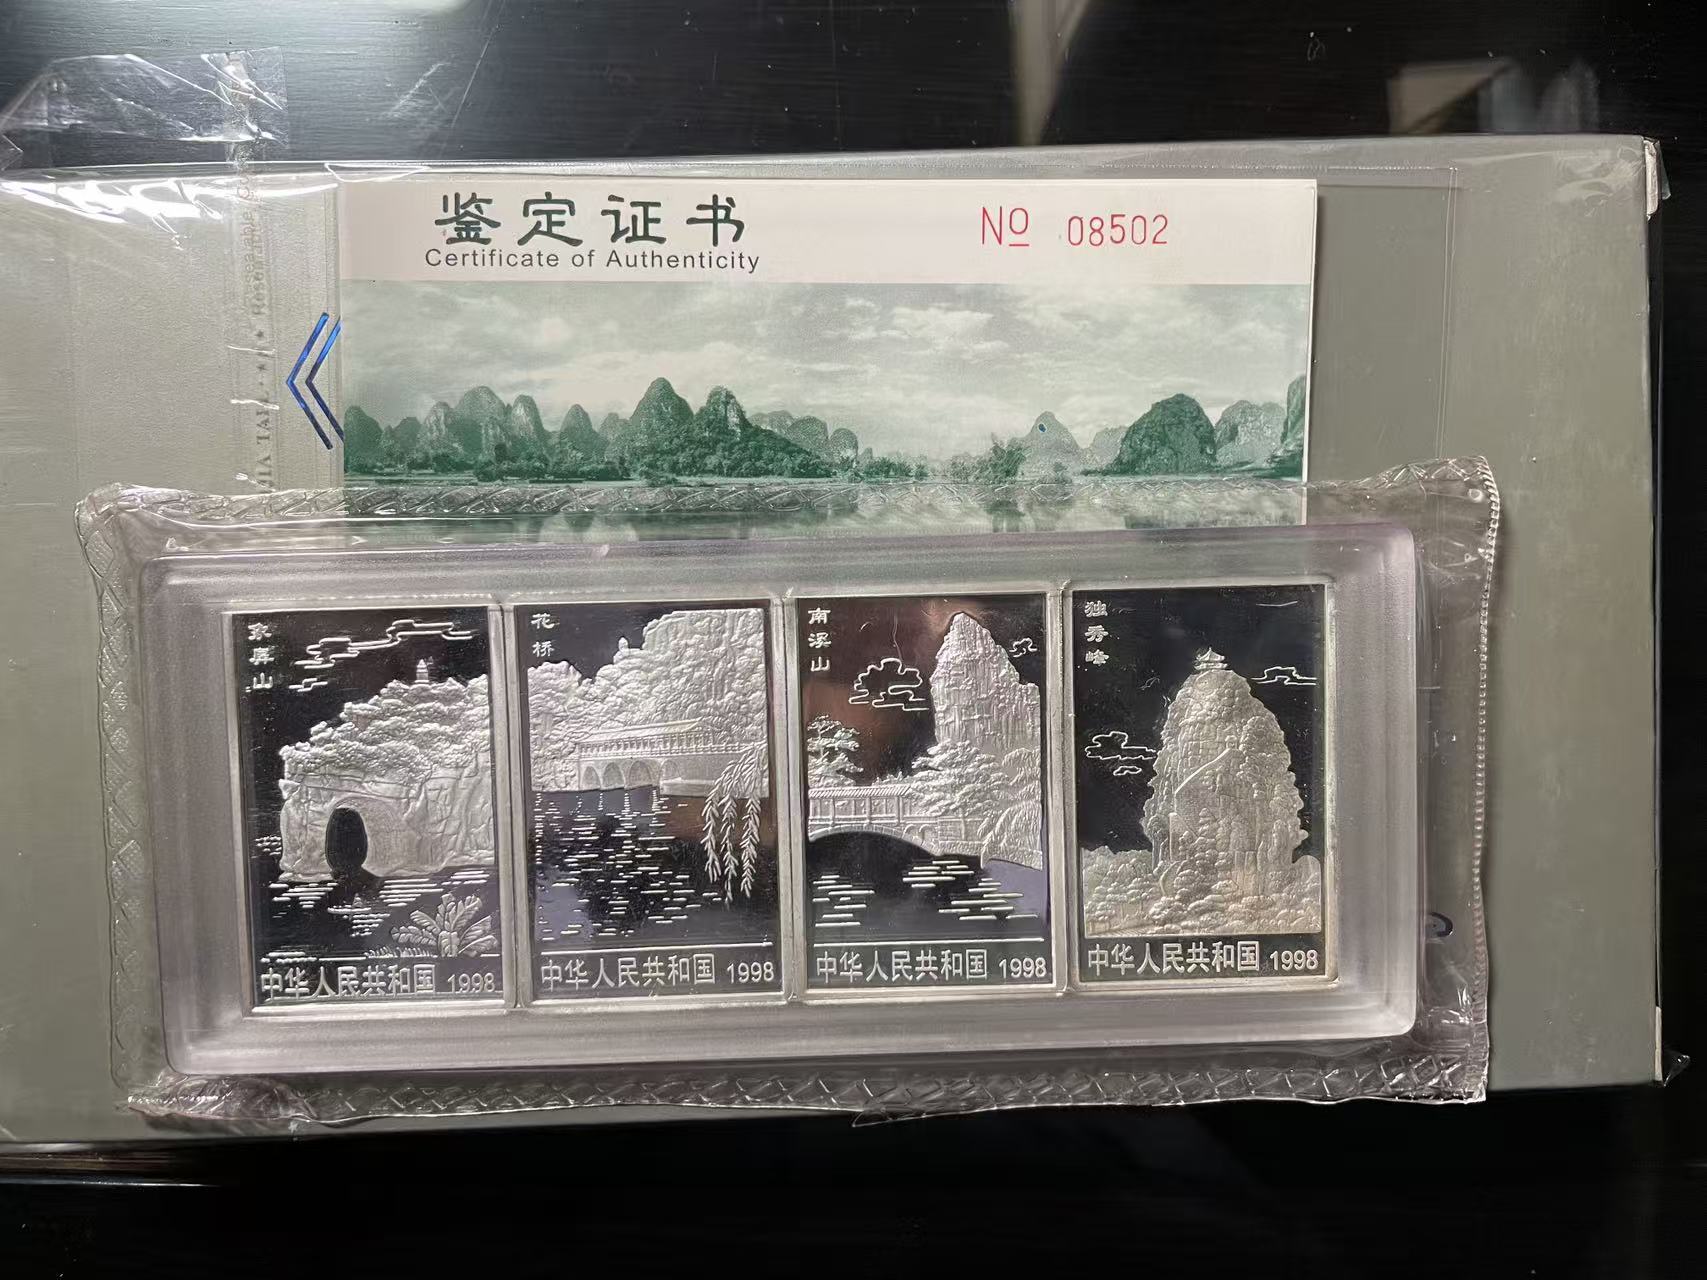 鉴定证书
Certificate of Authenticity
№ 08502
象鼻山
中华人民共和国 1998
花桥
中华人民共和国 1998
南溪山
中华人民共和国 1998
独秀峰
中华人民共和国 1998